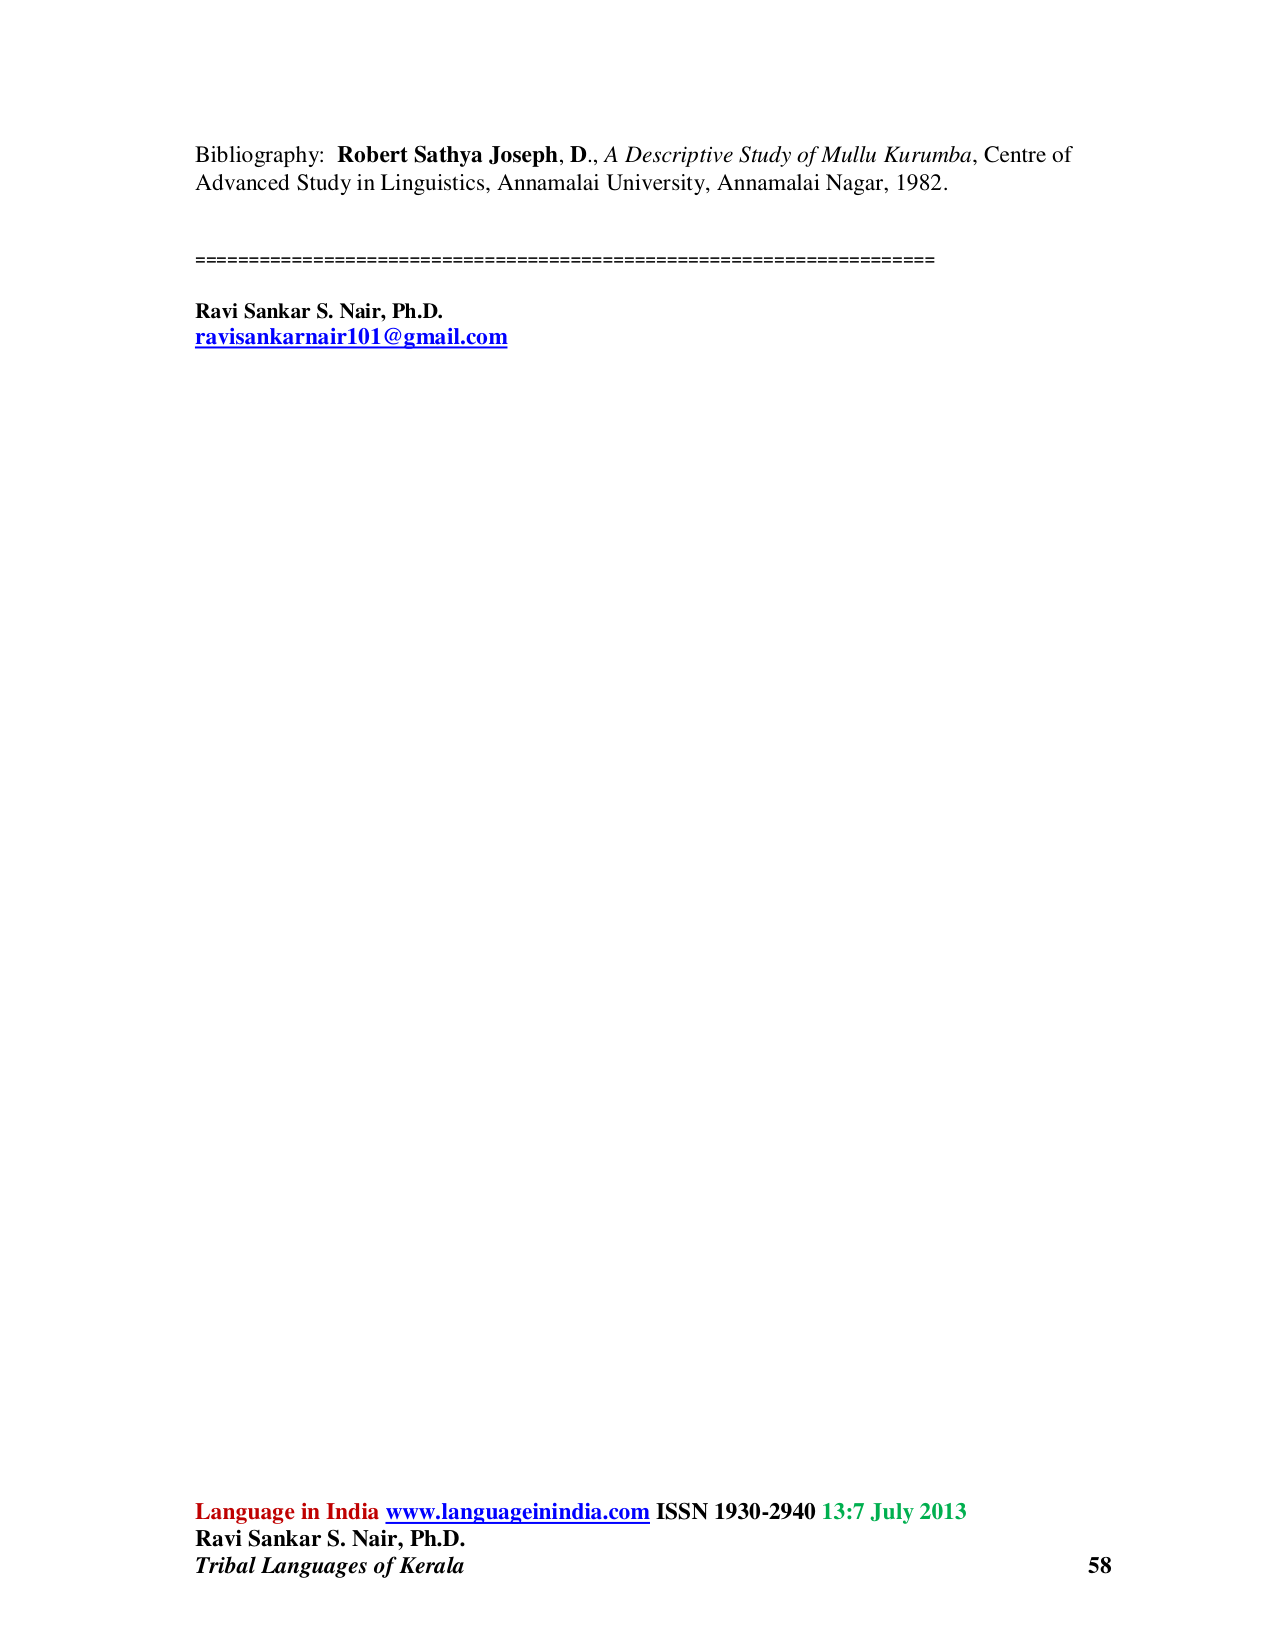 Bibliography:  Robert Sathya Joseph, D., A Descriptive Study of Mullu Kurumba, Centre of
Advanced Study in Linguistics, Annamalai University, Annamalai Nagar, 1982.
=====================================================================
Ravi Sankar S. Nair, Ph.D.
ravisankarnair101@gmail.com
Language in India www.languageinindia.com ISSN 1930-2940 13:7 July 2013
Ravi Sankar S. Nair, Ph.D.
Tribal Languages of Kerala 58